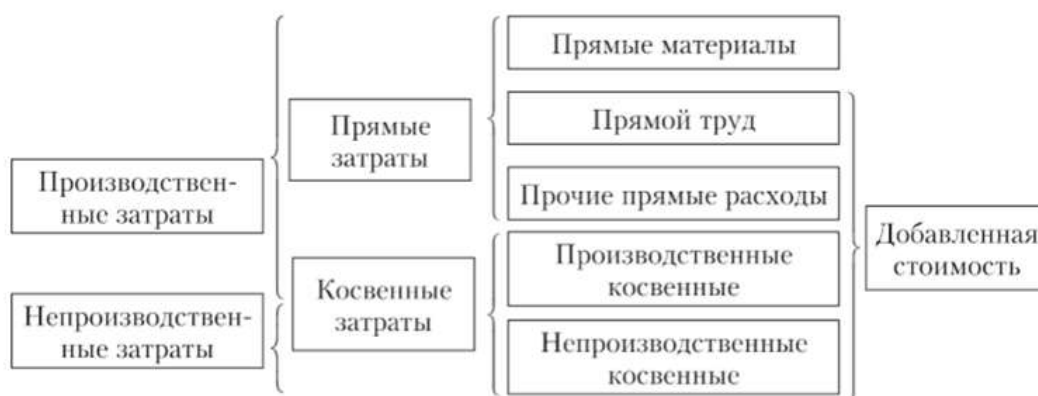 Производствен-
ные затраты
Непроизводствен-
ные затраты
Прямые
затраты
Косвенные
затраты
Прямые материалы
Прямой труд
Прочие прямые расходы
Производственные
косвенные
Непроизводственные
косвенные
Добавленная
стоимость